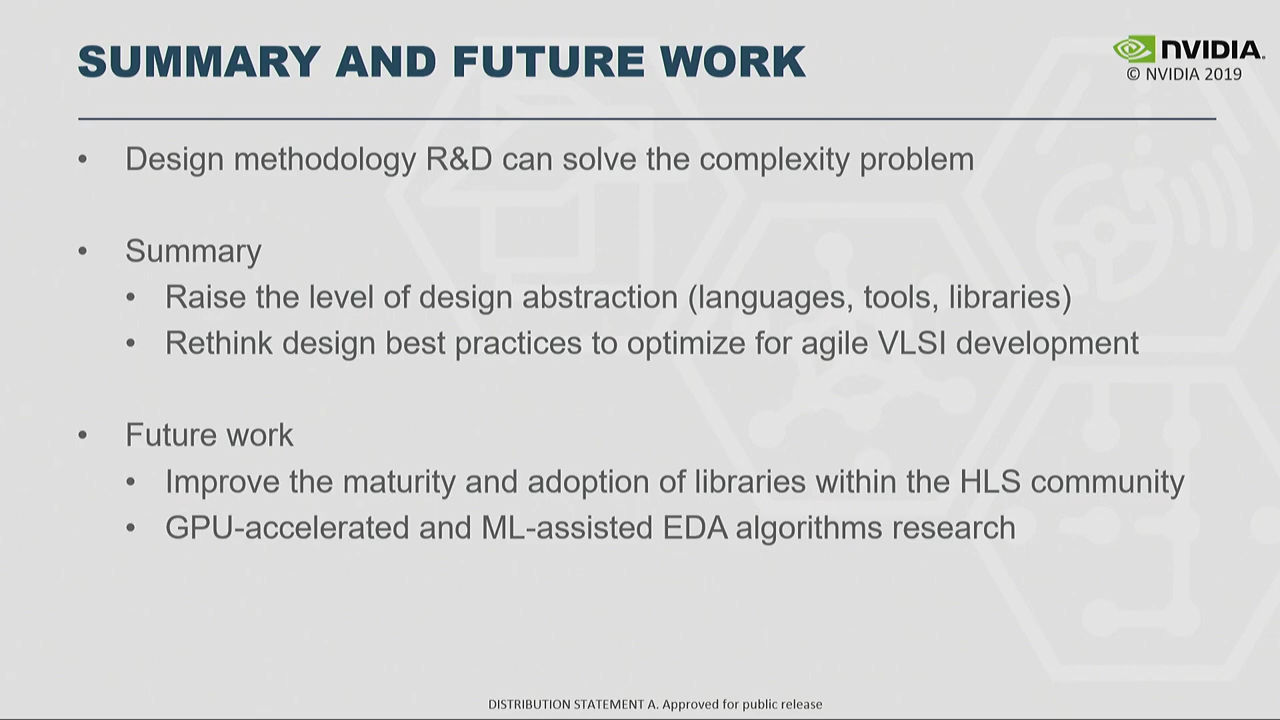 SUMMARY AND FUTURE WORK
NVIDIA.
© NVIDIA 2019
• Design methodology R&D can solve the complexity problem
• Summary
• Raise the level of design abstraction (languages, tools, libraries)
• Rethink design best practices to optimize for agile VLSI development
• Future work
• Improve the maturity and adoption of libraries within the HLS community
• GPU-accelerated and ML-assisted EDA algorithms research
DISTRIBUTION STATEMENT A. Approved for public release